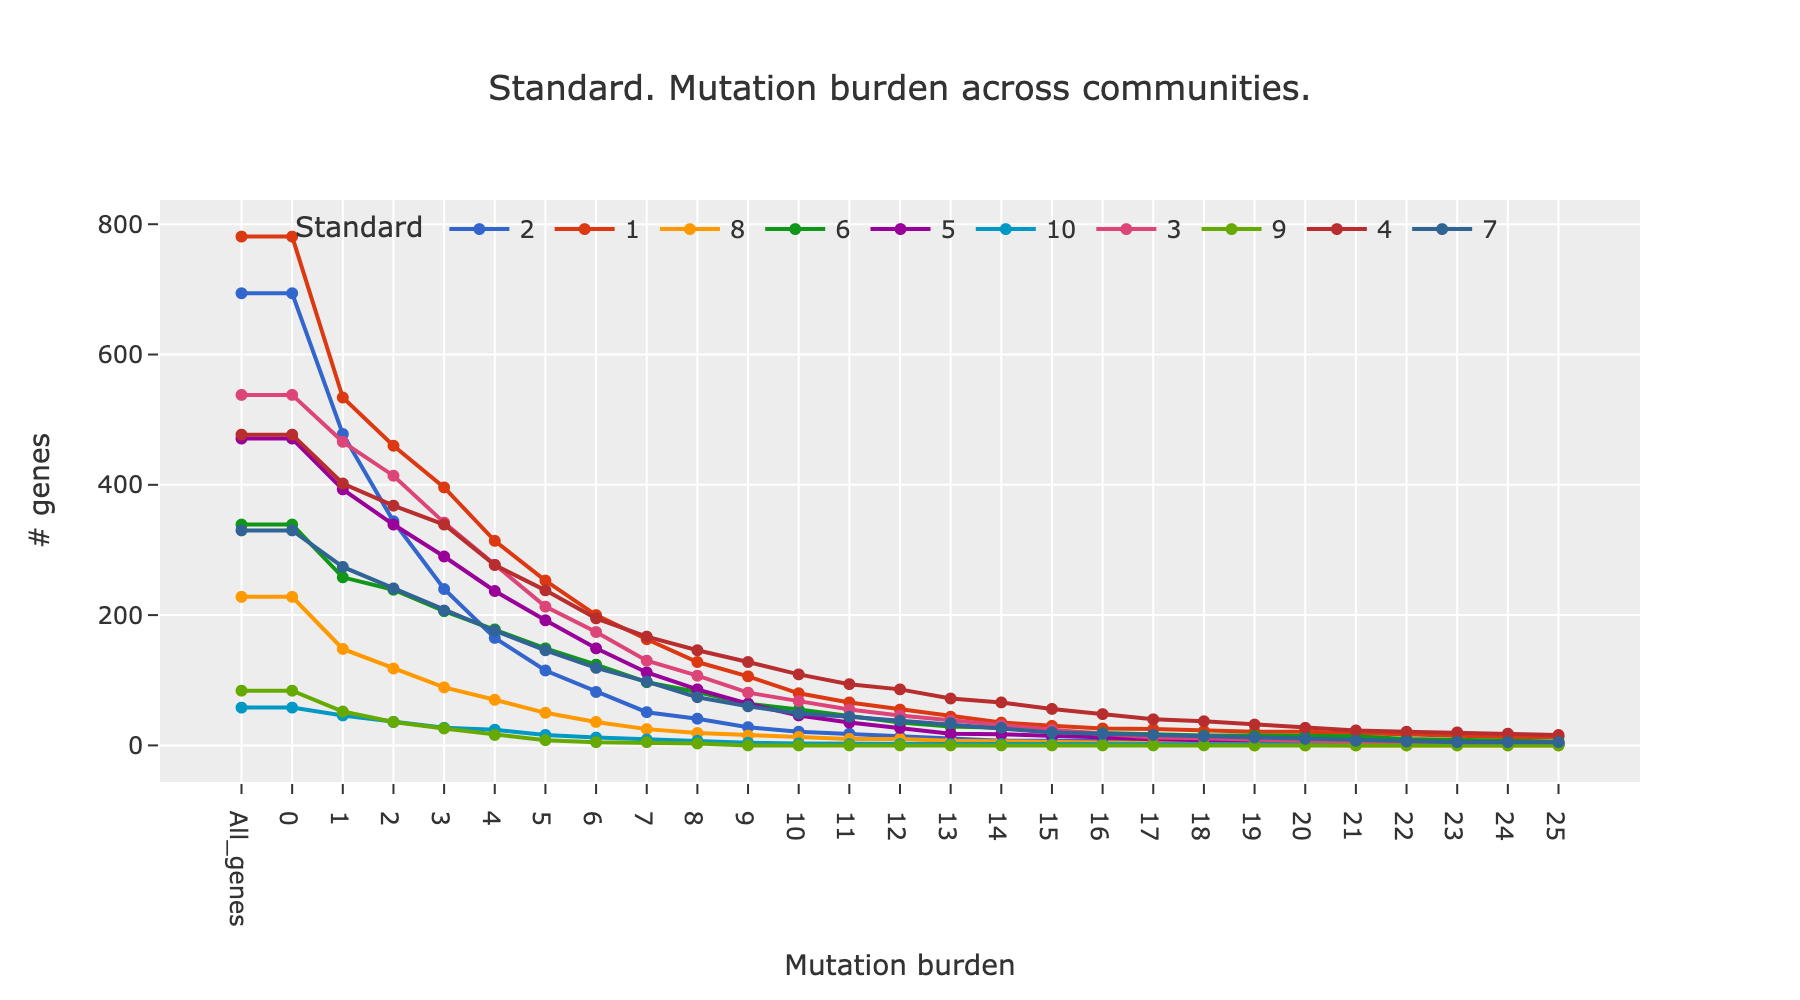 Standard. Mutation burden across communities.
Standard 2 1 8 6 5 10 3 9 4 7
800
600
400
200
0
# genes
All_genes 0 1 2 3 4 5 6 7 8 9 10 11 12 13 14 15 16 17 18 19 20 21 22 23 24 25
Mutation burden